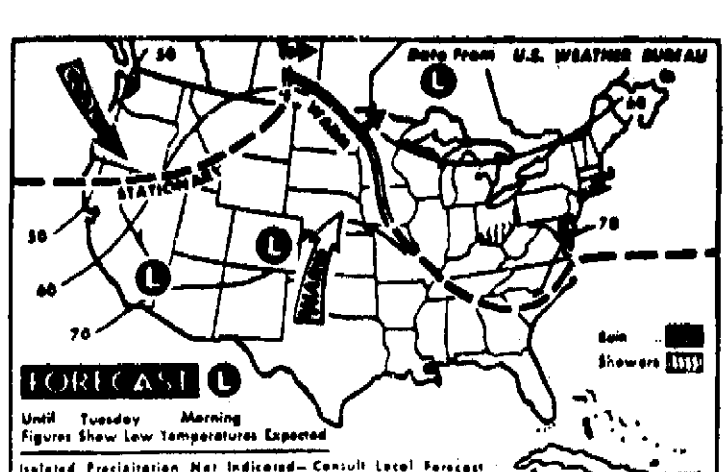 50
Data From U.S. WEATHER BUREAU
L
60
WARM
STATIONARY
50
70
L
60
L
WARM
70
Rain
Showers
FORECAST L
Until Tuesday Morning
Figures Show Low Temperatures Expected
Isolated Precipitation Not Indicated— Consult Local Forecast